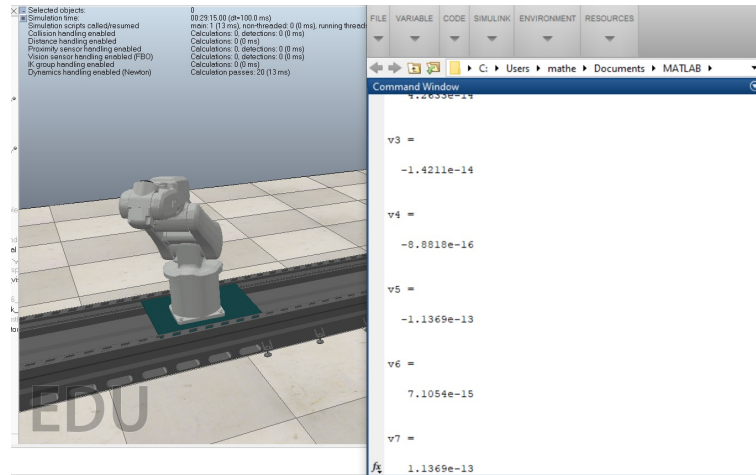 Selected objects: 0
Simulation time: 00:29:15.00 (dt=100.0 ms)
Simulation scripts called/resumed main: 1 (13 ms), non-threaded: 0 (0 ms), running thread
Collision handling enabled Calculations: 0, detections: 0 (0 ms)
Distance handling enabled Calculations: 0 (0 ms)
Proximity sensor handling enabled Calculations: 0, detections: 0 (0 ms)
Vision sensor handling enabled (FBO) Calculations: 0, detections: 0 (0 ms)
IK group handling enabled Calculations: 0 (0 ms)
Dynamics handling enabled (Newton) Calculation passes: 20 (13 ms)
EDU
FILE VARIABLE CODE SIMULINK ENVIRONMENT RESOURCES
C: Users mathe Documents MATLAB
Command Window
4.2633e-14
v3 =
-1.4211e-14
v4 =
-8.8818e-16
v5 =
-1.1369e-13
v6 =
7.1054e-15
v7 =
fx 1.1369e-13